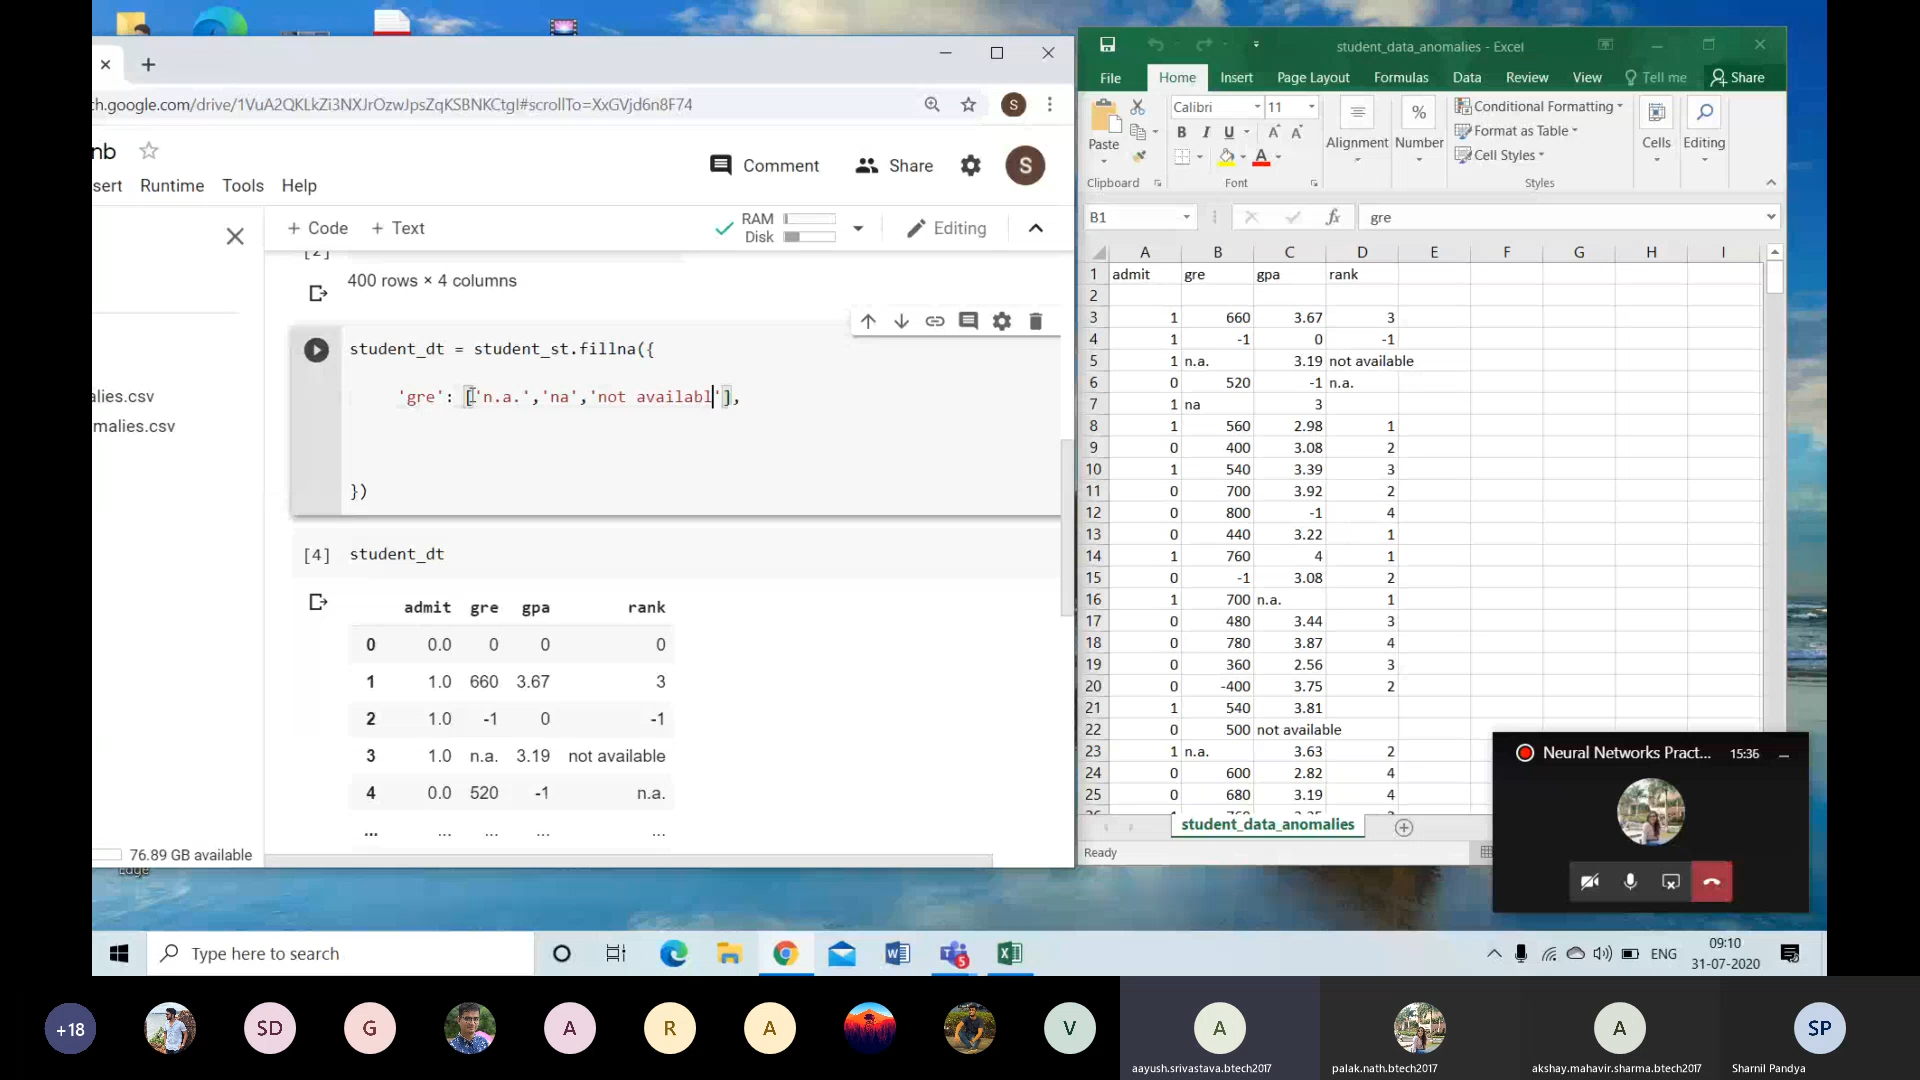 ch.google.com/drive/1VuA2QKLkZi3NXJrOzwJpsZqKSBNKCtgI#scrollTo=XxGVjd6n8F74
S
nb
Comment
Share
S
sert Runtime Tools Help
+ Code + Text
RAM
Disk
Editing
[2]
400 rows × 4 columns
student_dt = student_st.fillna({
'gre': ['n.a.','na','not availabl'],
})
alies.csv
malies.csv
[4] student_dt
admit gre gpa rank
0 0.0 0 0 0
1 1.0 660 3.67 3
2 1.0 -1 0 -1
3 1.0 n.a. 3.19 not available
4 0.0 520 -1 n.a.
... ... ... ... ...
76.89 GB available
Edge
student_data_anomalies - Excel
File Home Insert Page Layout Formulas Data Review View Tell me Share
Paste
Clipboard
Calibri 11
B I U A A
A
Font
Alignment
%
Number
Conditional Formatting
Format as Table
Cell Styles
Styles
Cells
Editing
B1 fx gre
A B C D E F G H I
1 admit gre gpa rank
2
3 1 660 3.67 3
4 1 -1 0 -1
5 1 n.a. 3.19 not available
6 0 520 -1 n.a.
7 1 na 3
8 1 560 2.98 1
9 0 400 3.08 2
10 1 540 3.39 3
11 0 700 3.92 2
12 0 800 -1 4
13 0 440 3.22 1
14 1 760 4 1
15 0 -1 3.08 2
16 1 700 n.a. 1
17 0 480 3.44 3
18 0 780 3.87 4
19 0 360 2.56 3
20 0 -400 3.75 2
21 1 540 3.81
22 0 500 not available
23 1 n.a. 3.63 2
24 0 600 2.82 4
25 0 680 3.19 4
student_data_anomalies
Ready
Neural Networks Pract... 15:36
Type here to search
ENG
09:10
31-07-2020
+18
SD
G
A
R
A
V
A
aayush.srivastava.btech2017
palak.nath.btech2017
A
akshay.mahavir.sharma.btech2017
SP
Sharnil Pandya